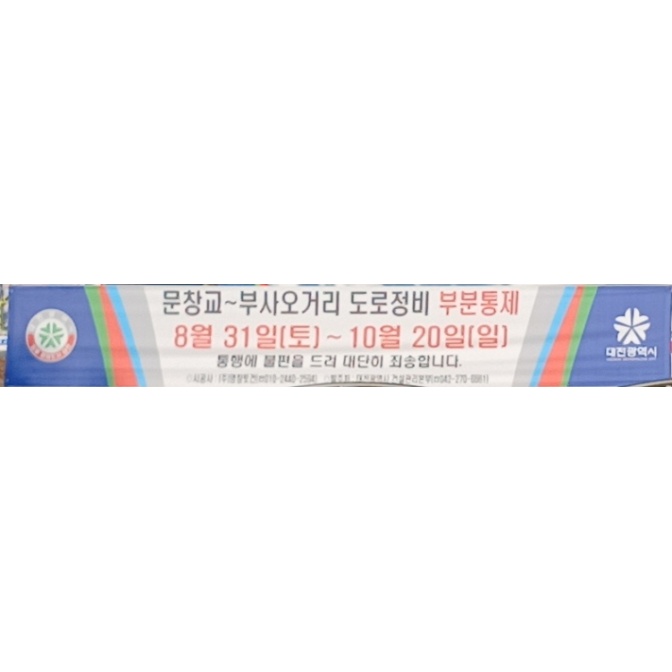 문창교~부사오거리 도로정비 부분통제
8월 31일(토) ~ 10월 20일(일)
통행에 불편을 드려 대단히 죄송합니다.
대전광역시